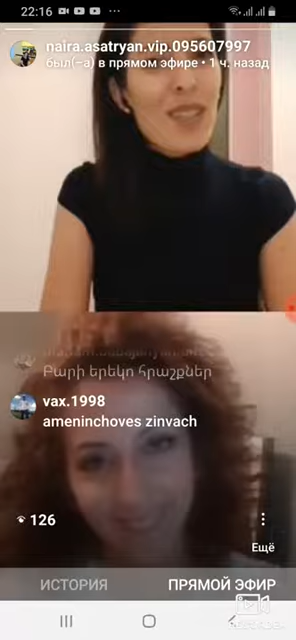 22:16
naira.asatryan.vip.095607997
был(-а) в прямом эфире • 1 ч. назад
Բարի երեկո հրաշքներ
vax.1998
ameninchoves zinvach
126
Ещё
ИСТОРИЯ
ПРЯМОЙ ЭФИР